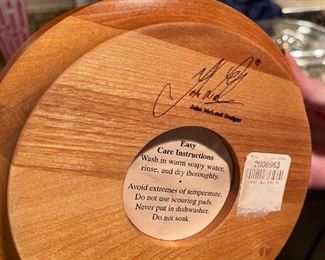 John McLeod Designs
Easy
Care Instructions
Wash in warm soapy water,
rinse, and dry thoroughly.
Avoid extremes of temperature.
Do not use scouring pads.
Never put in dishwasher.
Do not soak.
2006963